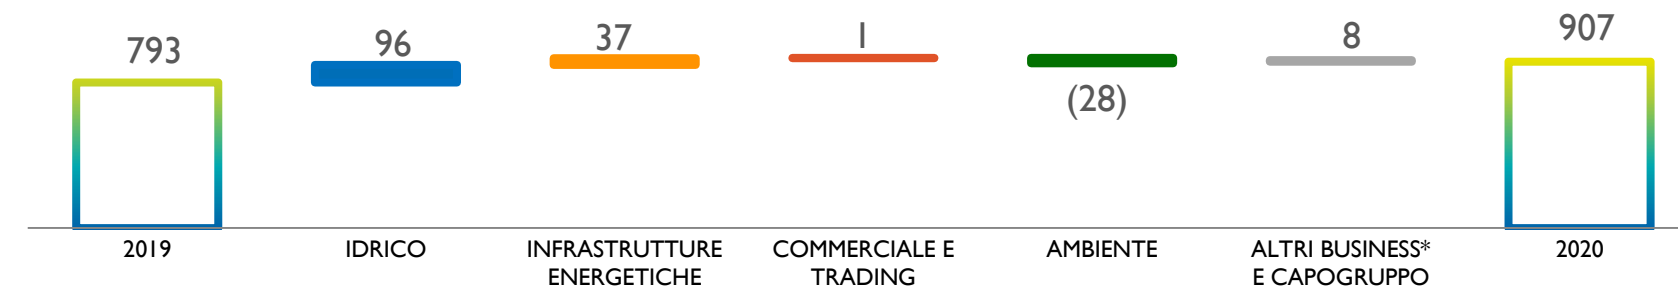 793
96
37
1
(28)
8
907
2019
IDRICO
INFRASTRUTTURE
ENERGETICHE
COMMERCIALE E
TRADING
AMBIENTE
ALTRI BUSINESS*
E CAPOGRUPPO
2020